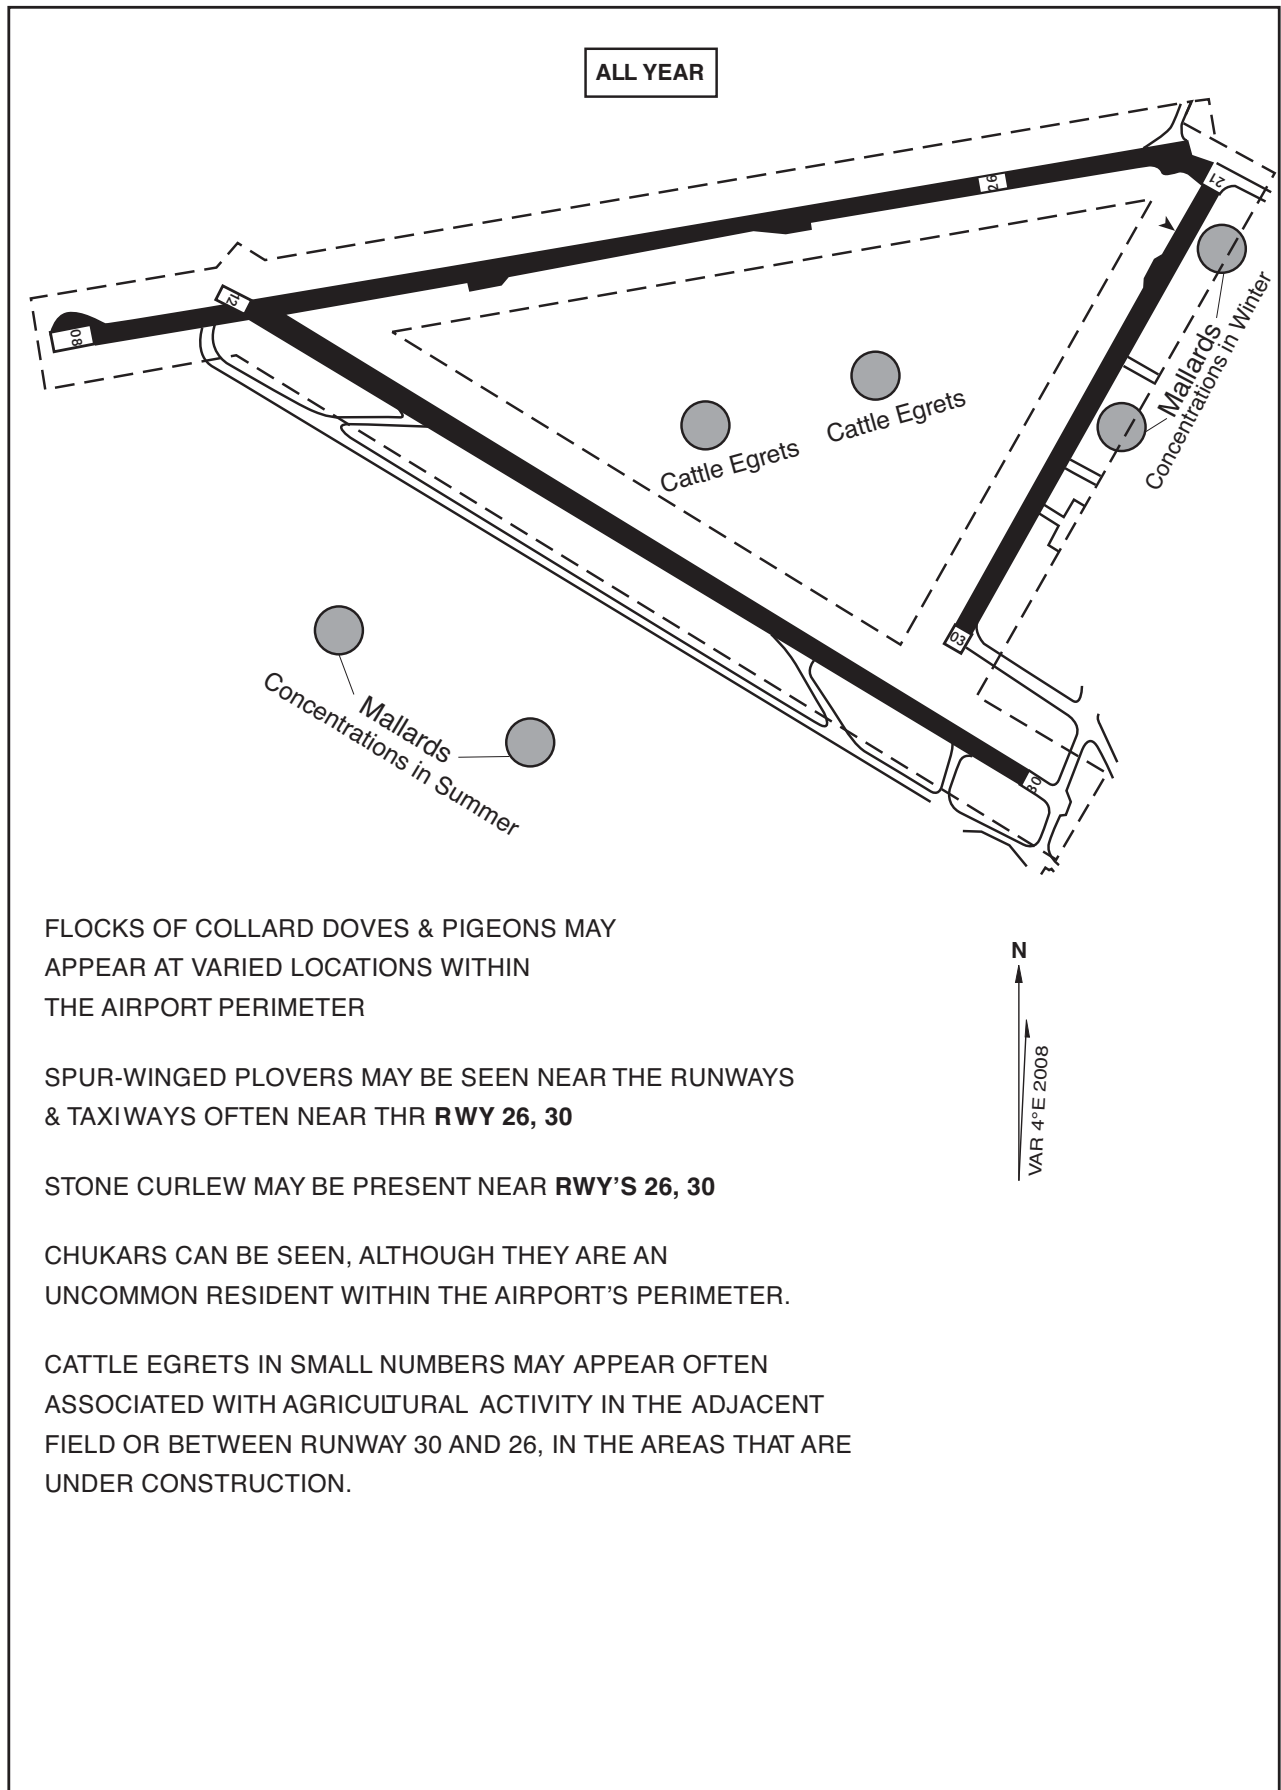 ALL YEAR
26
21
12
08
Mallards
Concentrations in Winter
Cattle Egrets
Cattle Egrets
03
Mallards
Concentrations in Summer
30
FLOCKS OF COLLARD DOVES & PIGEONS MAY
APPEAR AT VARIED LOCATIONS WITHIN
THE AIRPORT PERIMETER
N
VAR 4°E 2008
SPUR-WINGED PLOVERS MAY BE SEEN NEAR THE RUNWAYS
& TAXIWAYS OFTEN NEAR THR RWY 26, 30
STONE CURLEW MAY BE PRESENT NEAR RWY’S 26, 30
CHUKARS CAN BE SEEN, ALTHOUGH THEY ARE AN
UNCOMMON RESIDENT WITHIN THE AIRPORT’S PERIMETER.
CATTLE EGRETS IN SMALL NUMBERS MAY APPEAR OFTEN
ASSOCIATED WITH AGRICULTURAL ACTIVITY IN THE ADJACENT
FIELD OR BETWEEN RUNWAY 30 AND 26, IN THE AREAS THAT ARE
UNDER CONSTRUCTION.